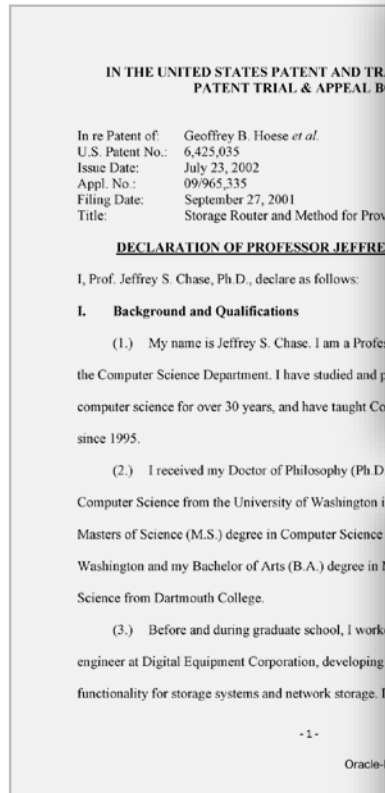 IN THE UNITED STATES PATENT AND
PATENT TRIAL & APPEAL
In re Patent of: Geoffrey B. Hoese et al.
U.S. Patent No.: 6,425,035
Issue Date: July 23, 2002
Appl. No.: 09/965,335
Filing Date: September 27, 2001
Title: Storage Router and Method for
DECLARATION OF PROFESSOR
I, Prof. Jeffrey S. Chase, Ph.D., declare as follows:
I. Background and Qualifications
(1.) My name is Jeffrey S. Chase. I am a
the Computer Science Department. I have studied and
computer science for over 30 years, and have taught
since 1995.
(2.) I received my Doctor of Philosophy (Ph.D
Computer Science from the University of Washington
Masters of Science (M.S.) degree in Computer Science
Washington and my Bachelor of Arts (B.A.) degree in
Science from Dartmouth College.
(3.) Before and during graduate school, I
engineer at Digital Equipment Corporation, developing
functionality for storage systems and network storage.
- 1 -
Oracle-